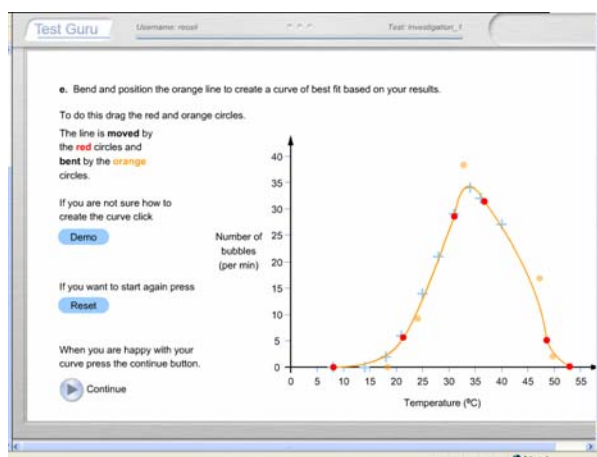 Test Guru
Username: reosil
Test: Investigation_1
e. Bend and position the orange line to create a curve of best fit based on your results.
To do this drag the red and orange circles.
The line is moved by
the red circles and
bent by the orange
circles.
If you are not sure how to
create the curve click
Demo
If you want to start again press
Reset
When you are happy with your
curve press the continue button.
Continue
Number of
bubbles
(per min)
40
35
30
25
20
15
10
5
0
0 5 10 15 20 25 30 35 40 45 50 55
Temperature (ºC)